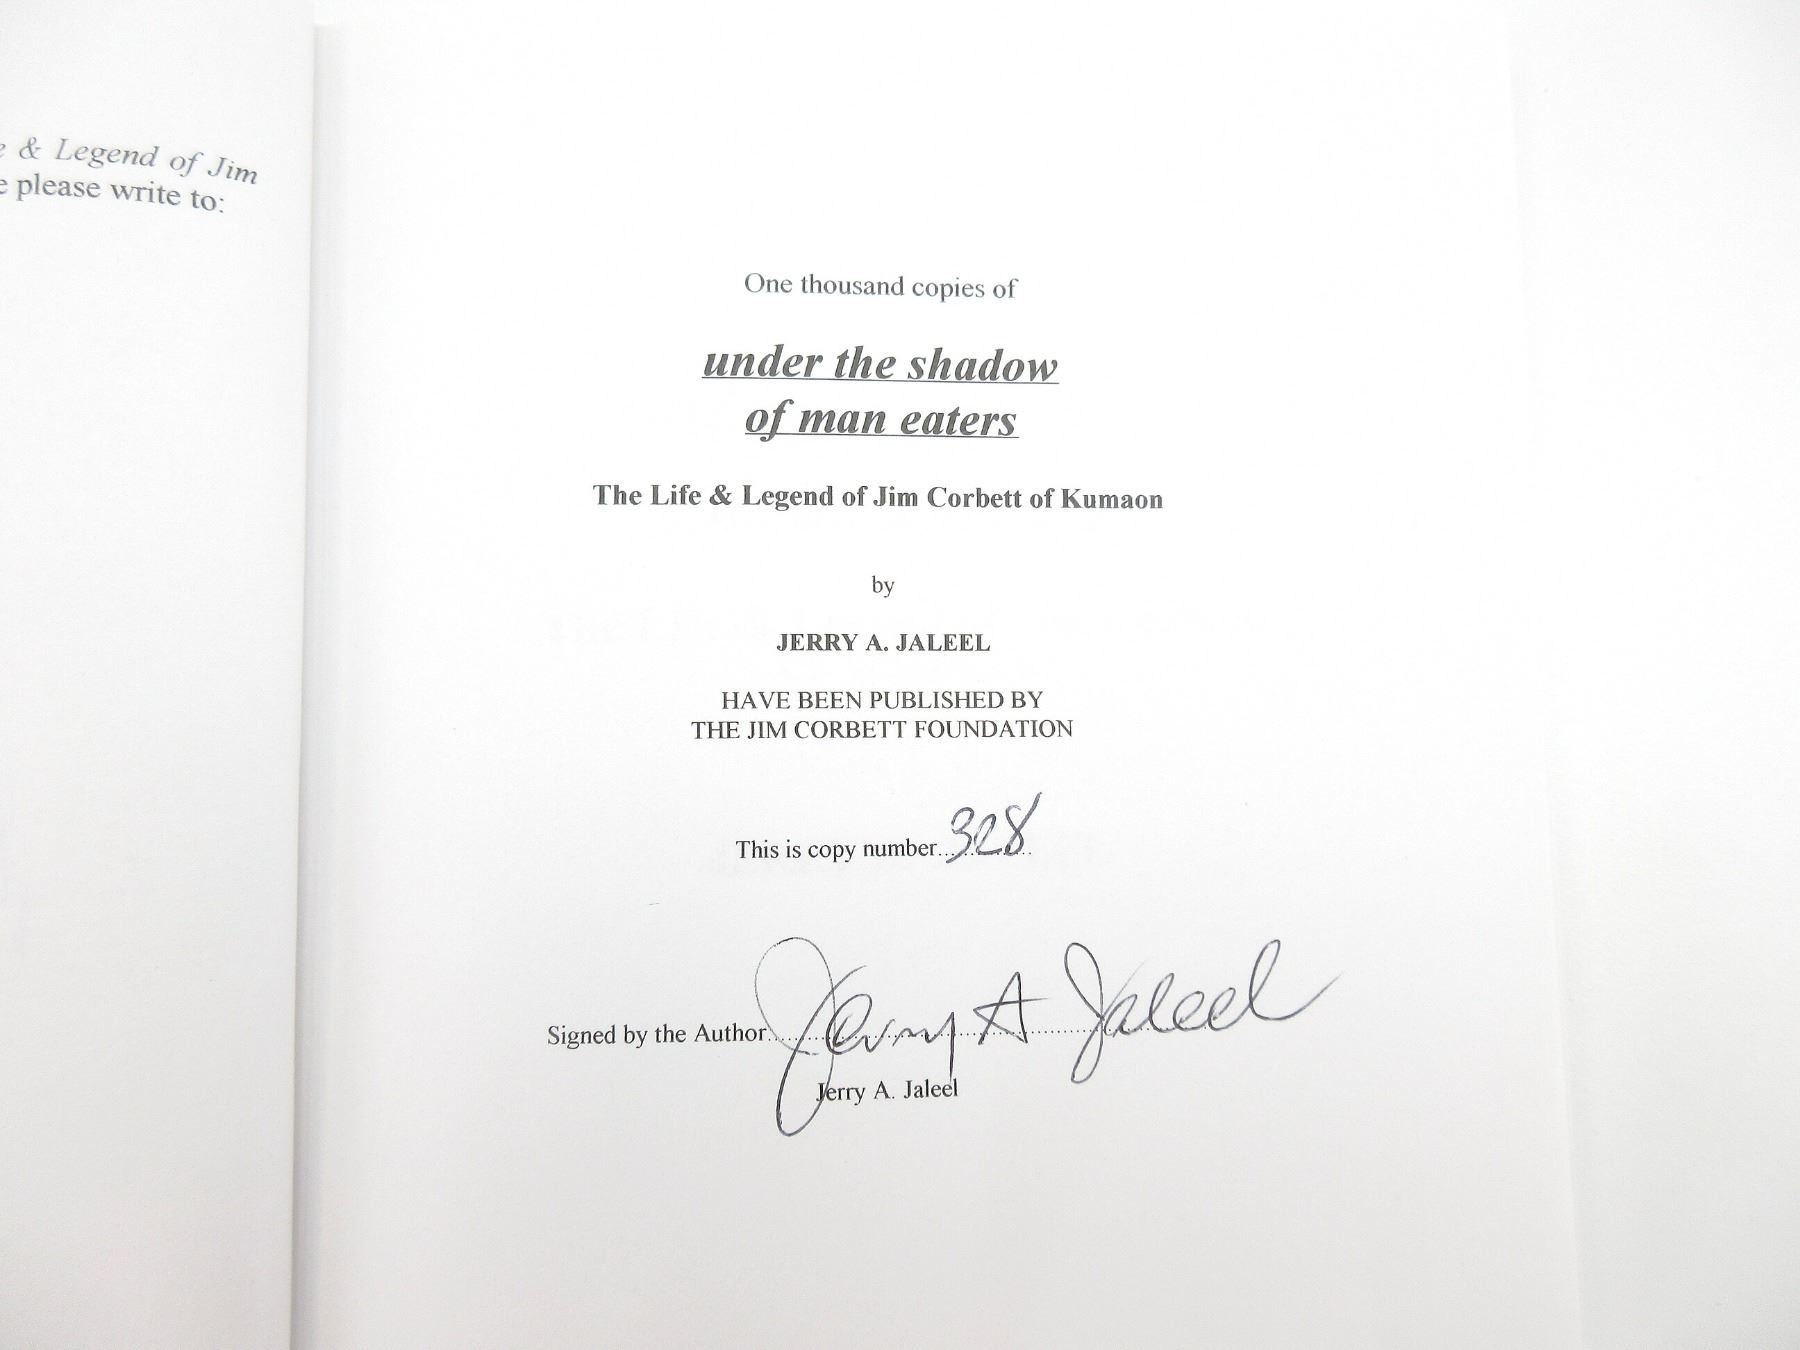 & Legend of Jim
please write to:
One thousand copies of
under the shadow
of man eaters
The Life & Legend of Jim Corbett of Kumaon
by
JERRY A. JALEEL
HAVE BEEN PUBLISHED BY
THE JIM CORBETT FOUNDATION
This is copy number 328
Signed by the Author Jerry A Jaleel
Jerry A. Jaleel